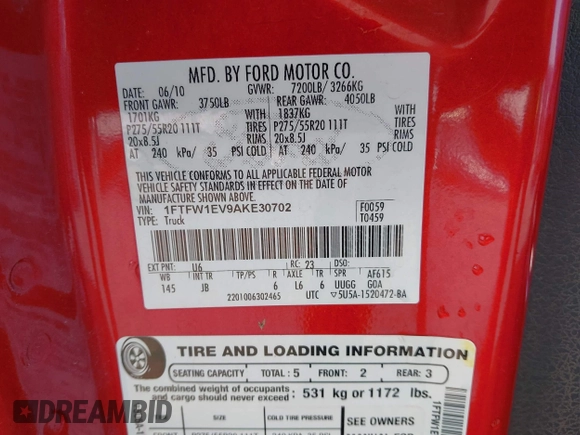 MFD. BY FORD MOTOR CO.
DATE: 06/10 GVWR: 7200LB/ 3266KG
FRONT GAWR: 3750LB REAR GAWR: 4050LB
1701KG WITH 1837KG WITH
P275/55R20 111T TIRES P275/55R20 111T TIRES
20x8.5J RIMS 20x8.5J RIMS
AT 240 kPa/ 35 PSI COLD AT 240 kPa/ 35 PSI COLD
THIS VEHICLE CONFORMS TO ALL APPLICABLE FEDERAL MOTOR
VEHICLE SAFETY STANDARDS IN EFFECT ON THE DATE OF
MANUFACTURE SHOWN ABOVE.
VIN: 1FTFW1EV9AKE30702 F0059
TYPE: Truck T0459
EXT PNT: U6 RC: 23 DSO:
WB INT TR TP/PS R AXLE TR SPR AF615
145 JB 6 L6 6 UUGG G0A
2201006302465 UTC 5U5A-1520472-BA
TIRE AND LOADING INFORMATION
SEATING CAPACITY TOTAL : 5 FRONT: 2 REAR: 3
The combined weight of occupants
and cargo should never exceed: 531 kg or 1172 lbs.
SIZE COLD TIRE SEE OWNERS
DREAMBID